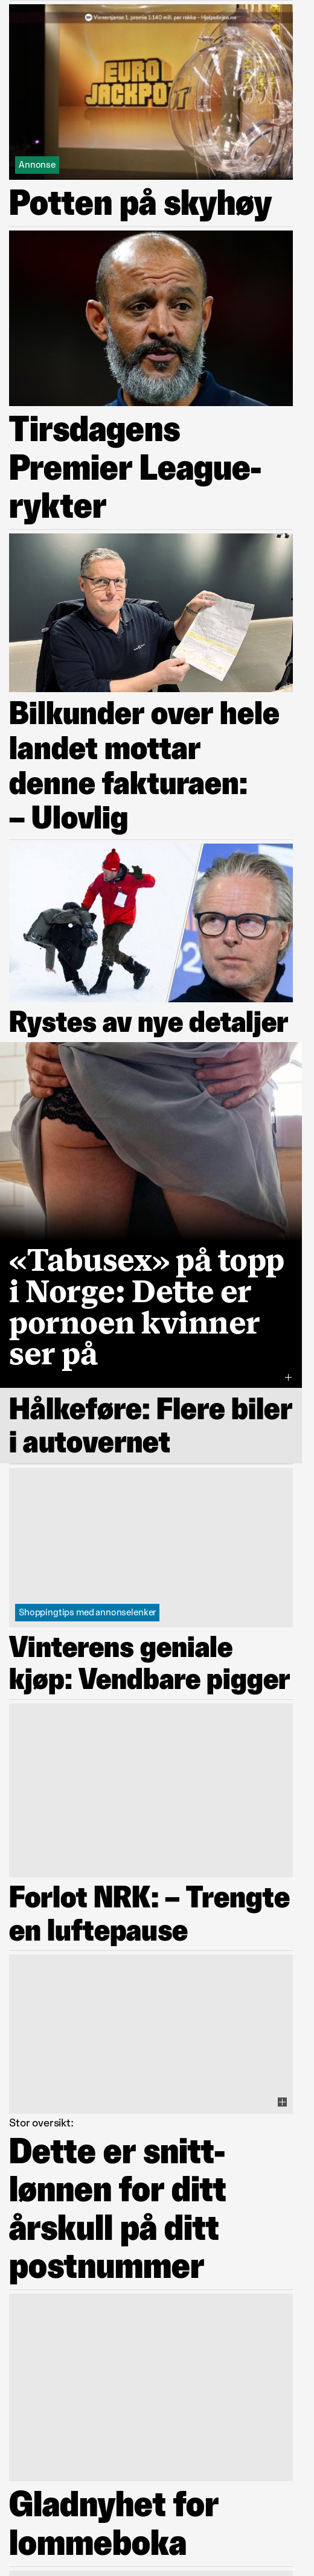 Vinnersjanse 1. premie 1:140 mill. per rekke - Hjelpelinjen.no
EURO
JACKPOT
Annonse
Potten på skyhøy
Tirsdagens
Premier League-
rykter
Bilkunder over hele
landet mottar
denne fakturaen:
– Ulovlig
Rystes av nye detaljer
«Tabusex» på topp
i Norge: Dette er
pornoen kvinner
ser på
Hålkeføre: Flere biler
i autovernet
Shoppingtips med annonselenker
Vinterens geniale
kjøp: Vendbare pigger
Forlot NRK: – Trengte
en luftepause
Stor oversikt:
Dette er snitt-
lønnen for ditt
årskull på ditt
postnummer
Gladnyhet for
lommeboka